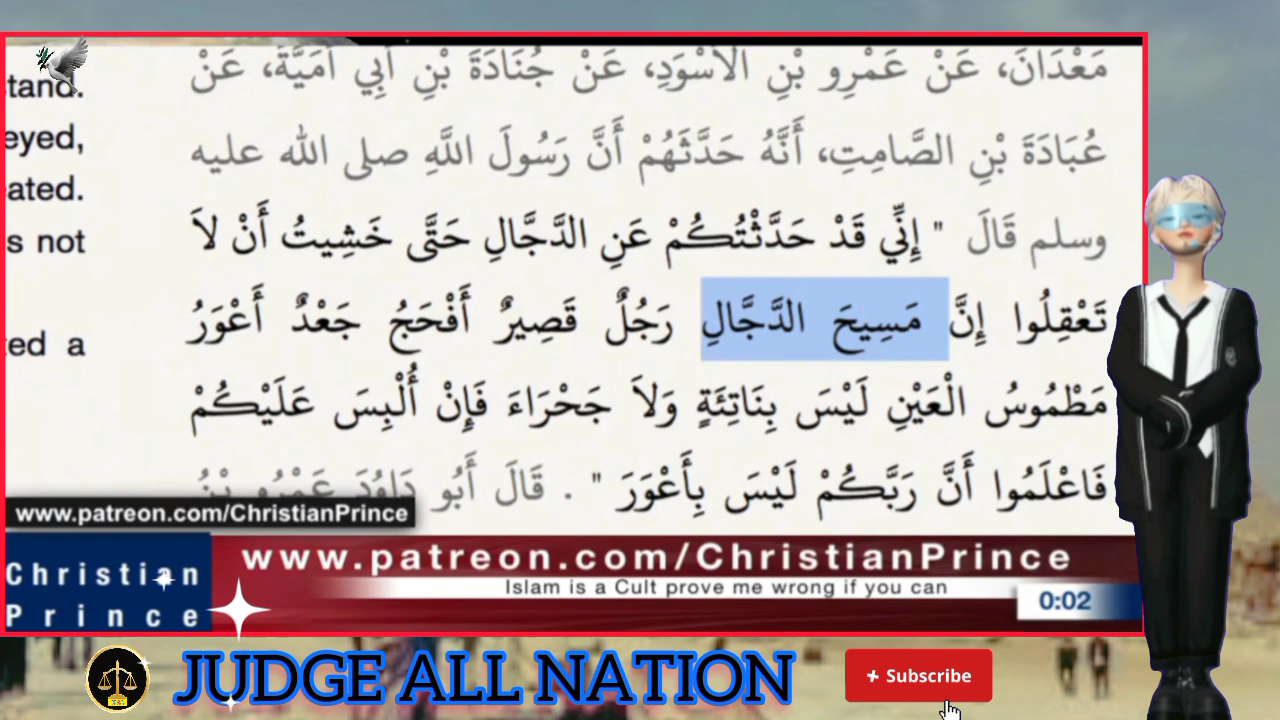 مَعْدَانَ، عَنْ عَمْرِو بْنِ الأَسْوَدِ، عَنْ جُنَادَةَ بْنِ أَبِي أُمَيَّةَ، عَنْ
عُبَادَةَ بْنِ الصَّامِتِ، أَنَّهُ حَدَّثَهُمْ أَنَّ رَسُولَ اللَّهِ صلى الله عليه
وسلم قَالَ " إِنِّي قَدْ حَدَّثْتُكُمْ عَنِ الدَّجَّالِ حَتَّى خَشِيتُ أَنْ لاَ
تَعْقِلُوا إِنَّ مَسِيحَ الدَّجَّالِ رَجُلٌ قَصِيرٌ أَفْحَجُ جَعْدٌ أَعْوَرُ
مَطْمُوسُ الْعَيْنِ لَيْسَ بِنَاتِئَةٍ وَلاَ جَحْرَاءَ فَإِنْ أُلْبِسَ عَلَيْكُمْ
فَاعْلَمُوا أَنَّ رَبَّكُمْ لَيْسَ بِأَعْوَرَ " . قَالَ أَبُو دَاوُدَ عَمْرُو بْنُ
tand.
eyed,
ated.
s not
ed a
www.patreon.com/ChristianPrince
Christian
Prince
www.patreon.com/ChristianPrince
Islam is a Cult prove me wrong if you can
0:02
JUDGE ALL NATION
+ Subscribe